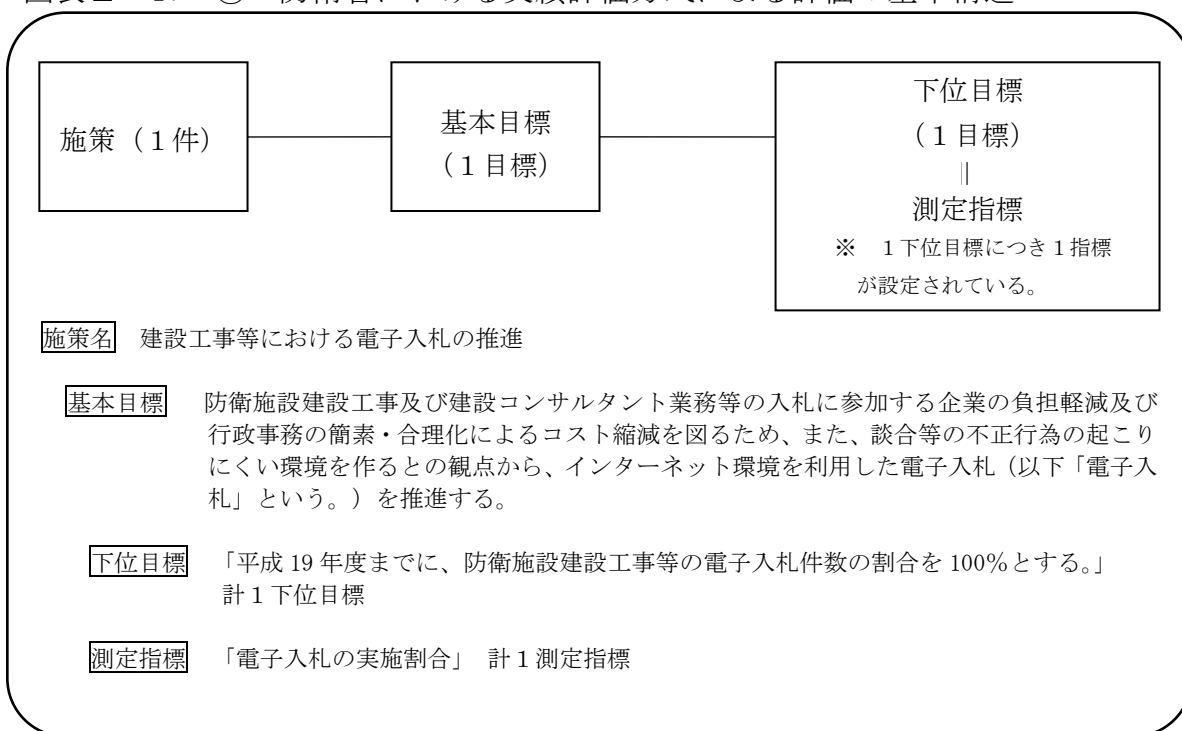 施策（１件）
基本目標
（１目標）
下位目標
（１目標）
||
測定指標
※　１下位目標につき１指標
が設定されている。
施策名　建設工事等における電子入札の推進
基本目標　防衛施設建設工事及び建設コンサルタント業務等の入札に参加する企業の負担軽減及び
行政事務の簡素・合理化によるコスト縮減を図るため、また、談合等の不正行為の起こり
にくい環境を作るとの観点から、インターネット環境を利用した電子入札（以下「電子入
札」という。）を推進する。
下位目標　「平成 19 年度までに、防衛施設建設工事等の電子入札件数の割合を 100％とする。」
計１下位目標
測定指標　「電子入札の実施割合」 計１測定指標